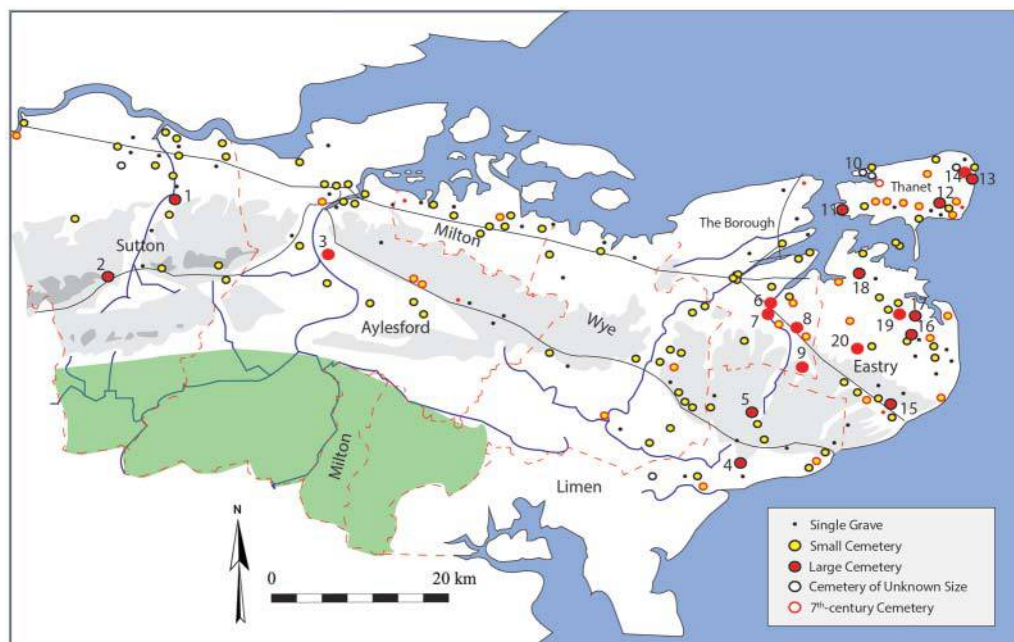 10
14
13
Thanet
12
11
The Borough
1
Milton
Sutton
3
2
18
6
17
7
8
19
16
Wye
20
Aylesford
9
Eastry
5
15
4
Milton
Limen
N
0
20 km
Single Grave
Small Cemetery
Large Cemetery
Cemetery of Unknown Size
7th-century Cemetery